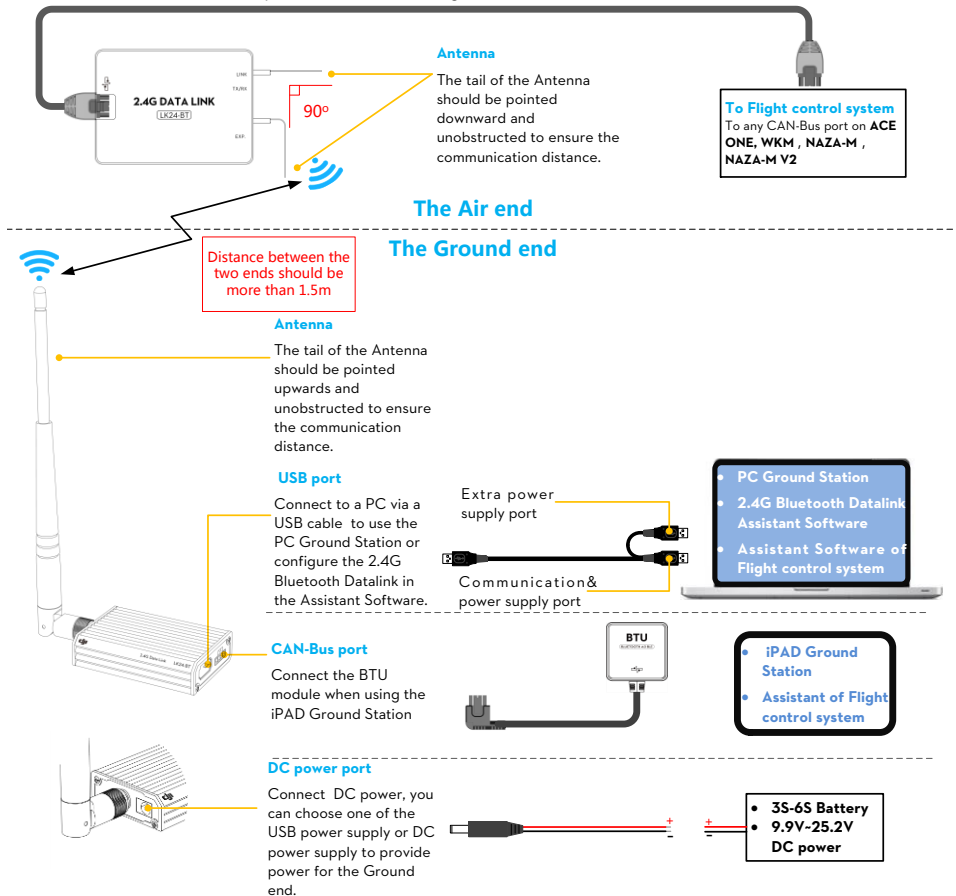 Antenna
The tail of the Antenna
should be pointed
downward and
unobstructed to ensure the
communication distance.
LINK
TX/RX
2.4G DATA LINK
LK24-BT
EXP.
90°
To Flight control system
To any CAN-Bus port on ACE
ONE, WKM , NAZA-M ,
NAZA-M V2
The Air end
The Ground end
Distance between the
two ends should be
more than 1.5m
Antenna
The tail of the Antenna
should be pointed
upwards and
unobstructed to ensure
the communication
distance.
USB port
Connect to a PC via a
USB cable to use the
PC Ground Station or
configure the 2.4G
Bluetooth Datalink in
the Assistant Software.
Extra power
supply port
Communication&
power supply port
• PC Ground Station
• 2.4G Bluetooth Datalink
Assistant Software
• Assistant Software of
Flight control system
2.4G Data Link LK24-BT
CAN-Bus port
Connect the BTU
module when using the
iPAD Ground Station
BTU
• iPAD Ground
Station
• Assistant of Flight
control system
DC power port
Connect DC power, you
can choose one of the
USB power supply or DC
power supply to provide
power for the Ground
end.
+ +
- -
• 3S-6S Battery
• 9.9V~25.2V
DC power